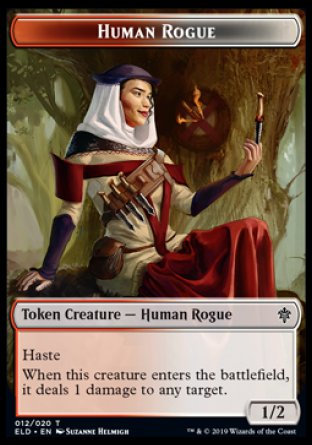 HUMAN ROGUE
Token Creature — Human Rogue
Haste
When this creature enters the battlefield,
it deals 1 damage to any target.
1/2
012/020 T
ELD • EN SUZANNE HELMIGH
™ & © 2019 Wizards of the Coast